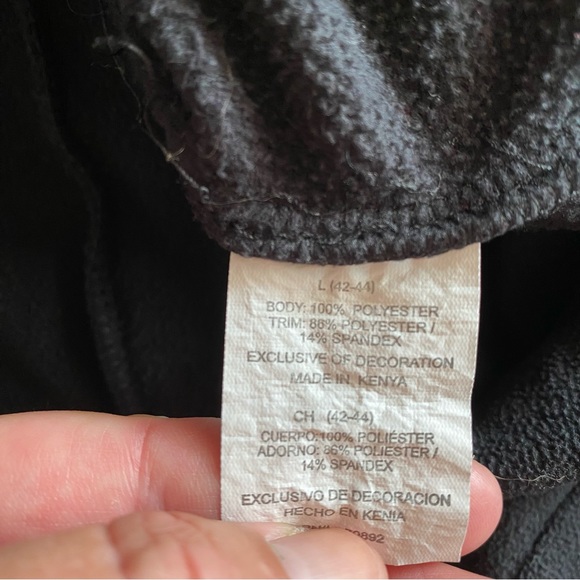 L (42-44)
BODY: 100% POLYESTER
TRIM: 86% POLYESTER /
14% SPANDEX
EXCLUSIVE OF DECORATION
MADE IN KENYA
CH (42-44)
CUERPO:100% POLIÉSTER
ADORNO: 86% POLIESTER /
14% SPANDEX
EXCLUSIVO DE DECORACION
HECHO EN KENIA